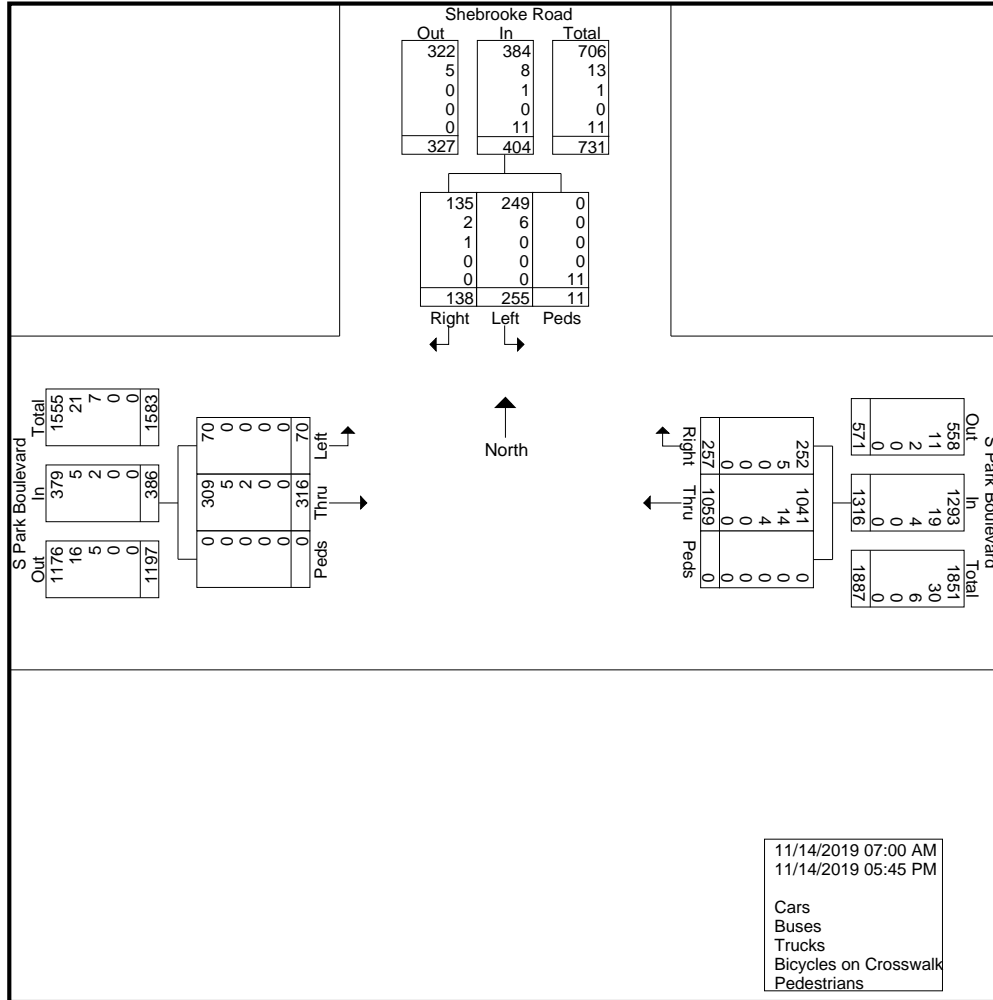 Shebrooke Road
Out In Total
322 384 706
5 8 13
0 1 1
0 0 0
0 11 11
327 404 731
135 249 0
2 6 0
1 0 0
0 0 0
0 0 11
138 255 11
Right Left Peds
North
S Park Boulevard
Total
1555 21 7 0 0 1583
In
379 5 2 0 0 386
Out
1176 16 5 0 0 1197
Left
70 0 0 0 0 70
Thru
309 5 2 0 0 316
Peds
0 0 0 0 0 0
Right
252 5 0 0 0 257
Thru
1041 14 4 0 0 1059
Peds
0 0 0 0 0 0
S Park Boulevard
Out
558 11 2 0 0 571
In
1293 19 4 0 0 1316
Total
1851 30 6 0 0 1887
11/14/2019 07:00 AM
11/14/2019 05:45 PM
Cars
Buses
Trucks
Bicycles on Crosswalk
Pedestrians